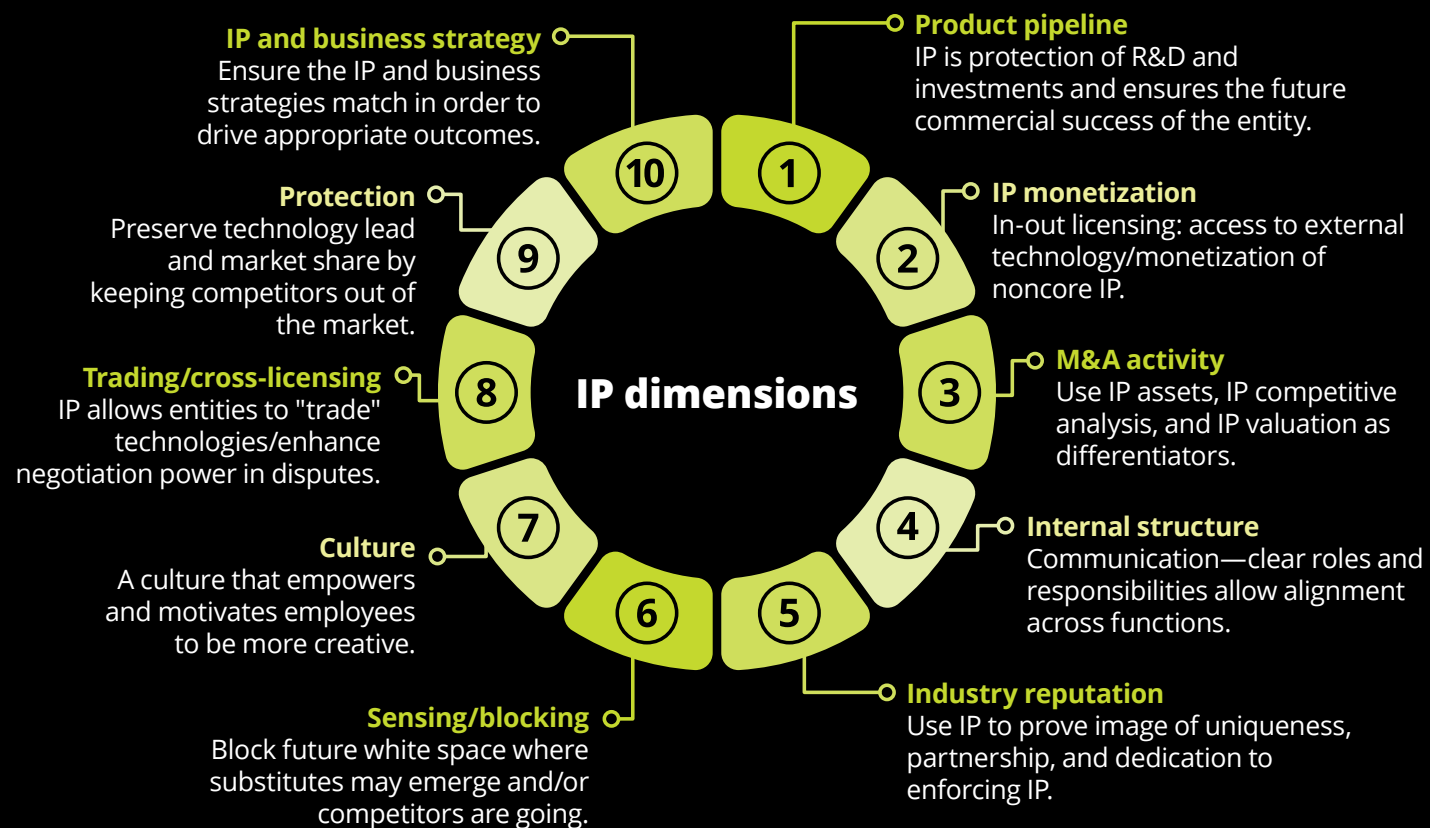 IP dimensions
1
Product pipeline
IP is protection of R&D and
investments and ensures the future
commercial success of the entity.
2
IP monetization
In-out licensing: access to external
technology/monetization of
noncore IP.
3
M&A activity
Use IP assets, IP competitive
analysis, and IP valuation as
differentiators.
4
Internal structure
Communication—clear roles and
responsibilities allow alignment
across functions.
5
Industry reputation
Use IP to prove image of uniqueness,
partnership, and dedication to
enforcing IP.
6
Sensing/blocking
Block future white space where
substitutes may emerge and/or
competitors are going.
7
Culture
A culture that empowers
and motivates employees
to be more creative.
8
Trading/cross-licensing
IP allows entities to "trade"
technologies/enhance
negotiation power in disputes.
9
Protection
Preserve technology lead
and market share by
keeping competitors out of
the market.
10
IP and business strategy
Ensure the IP and business
strategies match in order to
drive appropriate outcomes.